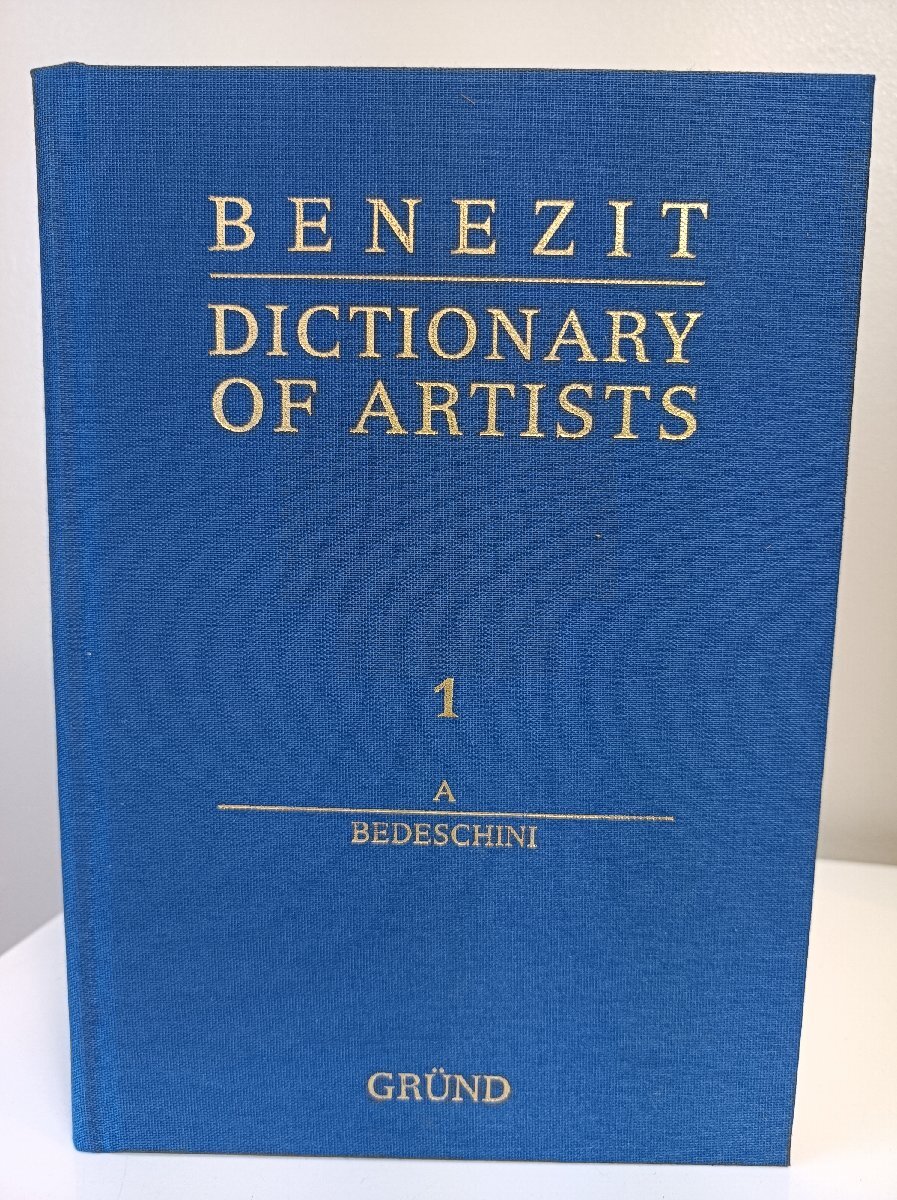 BENEZIT
DICTIONARY
OF ARTISTS
1
A
BEDESCHINI
GRÜND